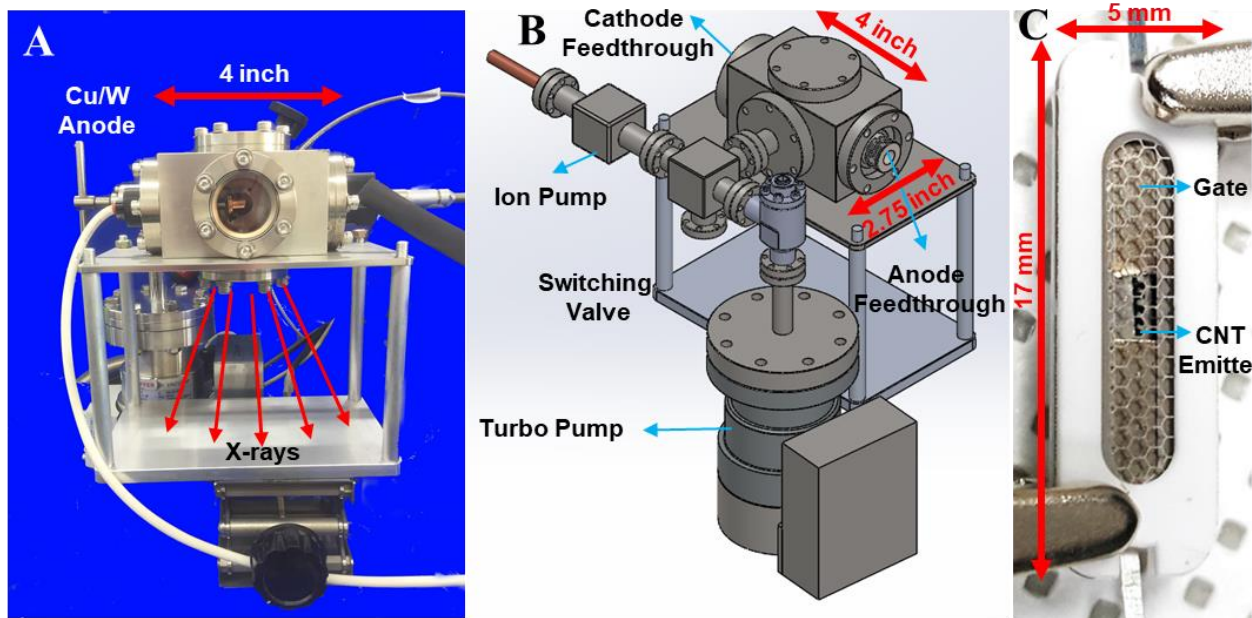 A
4 inch
Cu/W
Anode
X-rays
B
Cathode
Feedthrough
4 inch
Ion Pump
2.75 inch
Switching
Valve
Anode
Feedthrough
Turbo Pump
C
5 mm
17 mm
Gate
CNT
Emitte